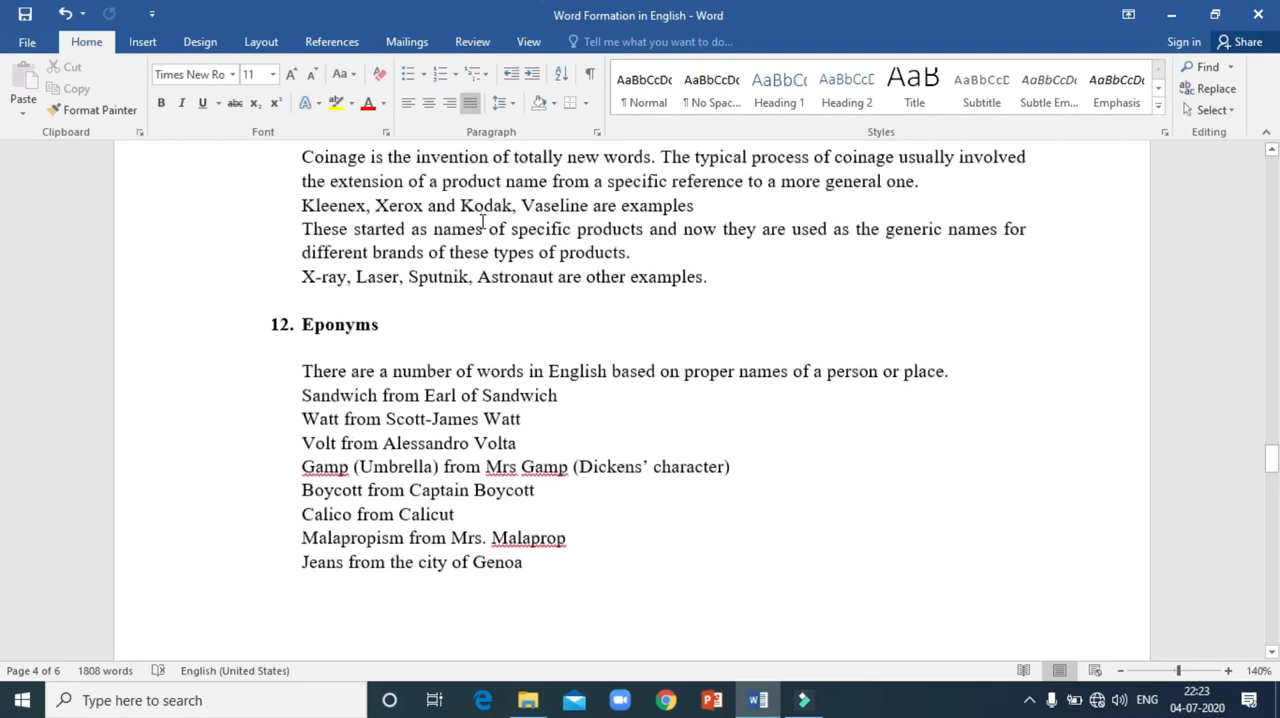 Word Formation in English - Word
File Home Insert Design Layout References Mailings Review View Tell me what you want to do... Sign in Share
Cut
Copy
Paste
Format Painter
Clipboard
Times New Ro 11
Font
Paragraph
AaBbCcDc AaBbCcDc AaBbCc AaBbCcD AaB AaBbCcD AaBbCcDc AaBbCcDc
¶ Normal ¶ No Spac... Heading 1 Heading 2 Title Subtitle Subtle Em... Emphasis
Styles
Find
Replace
Select
Editing
Coinage is the invention of totally new words. The typical process of coinage usually involved
the extension of a product name from a specific reference to a more general one.
Kleenex, Xerox and Kodak, Vaseline are examples
These started as names of specific products and now they are used as the generic names for
different brands of these types of products.
X-ray, Laser, Sputnik, Astronaut are other examples.
12. Eponyms
There are a number of words in English based on proper names of a person or place.
Sandwich from Earl of Sandwich
Watt from Scott-James Watt
Volt from Alessandro Volta
Gamp (Umbrella) from Mrs Gamp (Dickens’ character)
Boycott from Captain Boycott
Calico from Calicut
Malapropism from Mrs. Malaprop
Jeans from the city of Genoa
Page 4 of 6 1808 words English (United States) 140%
Type here to search
ENG
22:23
04-07-2020